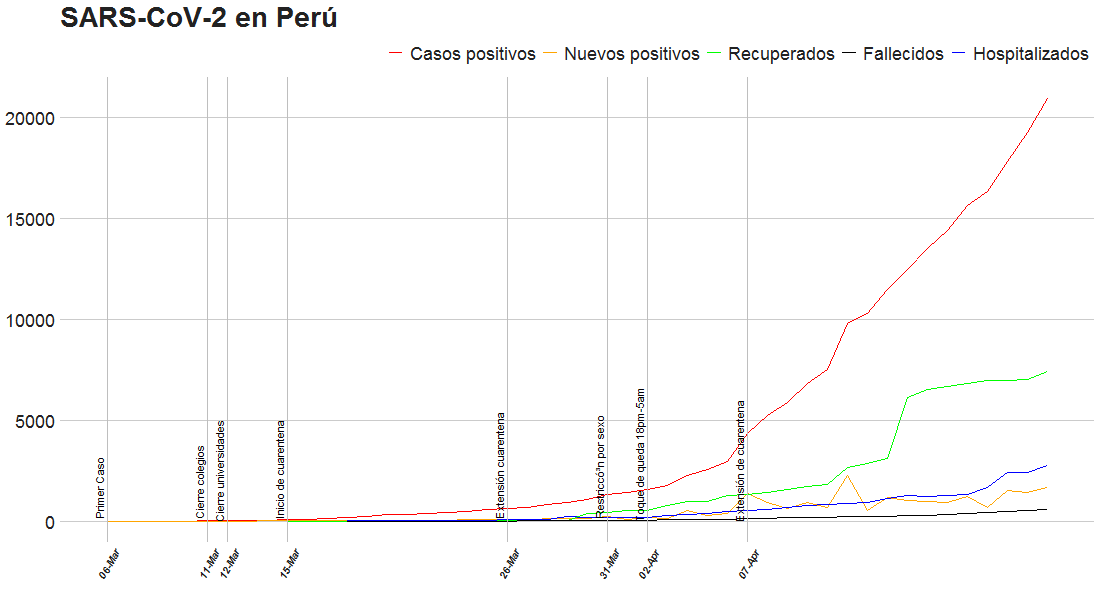 SARS-CoV-2 en Perú
Casos positivos Nuevos positivos Recuperados Fallecidos Hospitalizados
20000
15000
10000
5000
0
Primer Caso
Cierre colegios
Cierre universidades
Inicio de cuarentena
Extensión cuarentena
Restriccó³n por sexo
Toque de queda 18pm-5am
Extensión de cuarentena
06-Mar
11-Mar
12-Mar
15-Mar
26-Mar
31-Mar
02-Apr
07-Apr